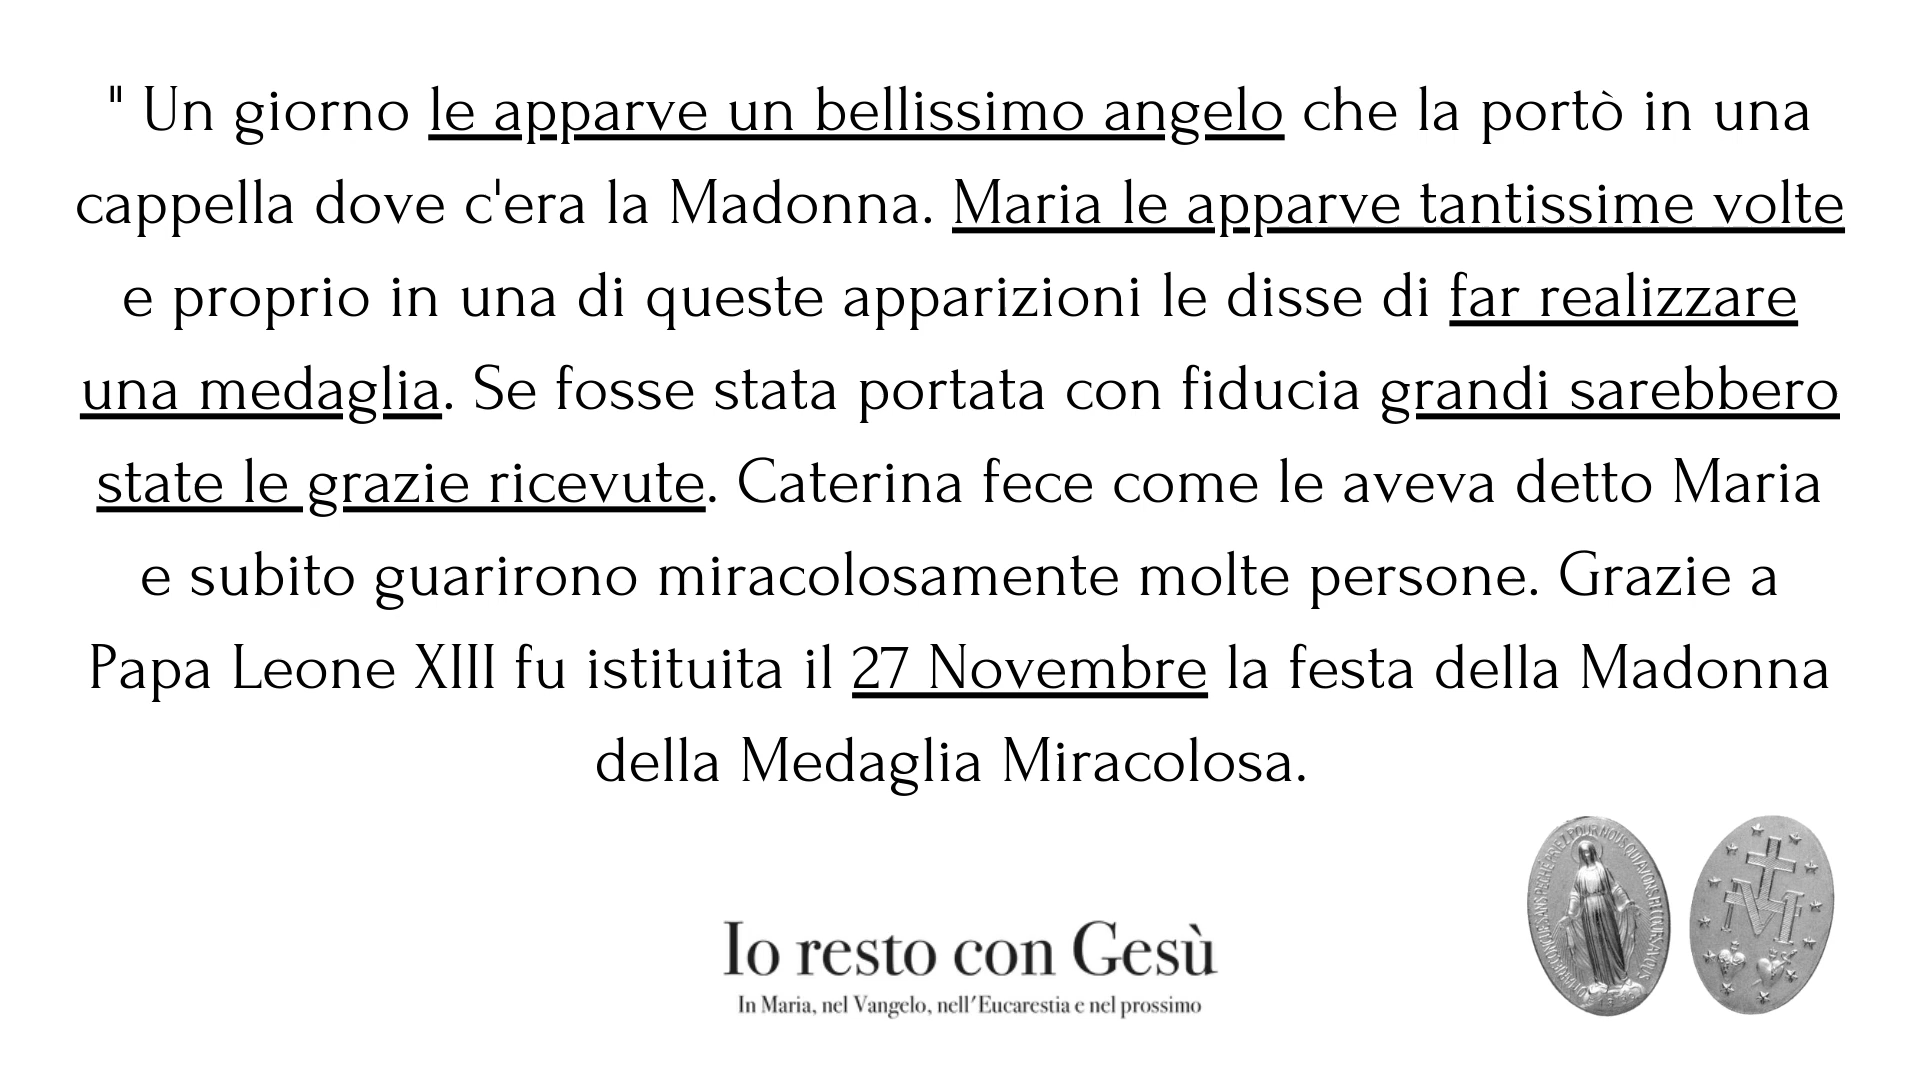 " Un giorno le apparve un bellissimo angelo che la portò in una
cappella dove c'era la Madonna. Maria le apparve tantissime volte
e proprio in una di queste apparizioni le disse di far realizzare
una medaglia. Se fosse stata portata con fiducia grandi sarebbero
state le grazie ricevute. Caterina fece come le aveva detto Maria
e subito guarirono miracolosamente molte persone. Grazie a
Papa Leone XIII fu istituita il 27 Novembre la festa della Madonna
della Medaglia Miracolosa.
Io resto con Gesù
In Maria, nel Vangelo, nell'Eucarestia e nel prossimo